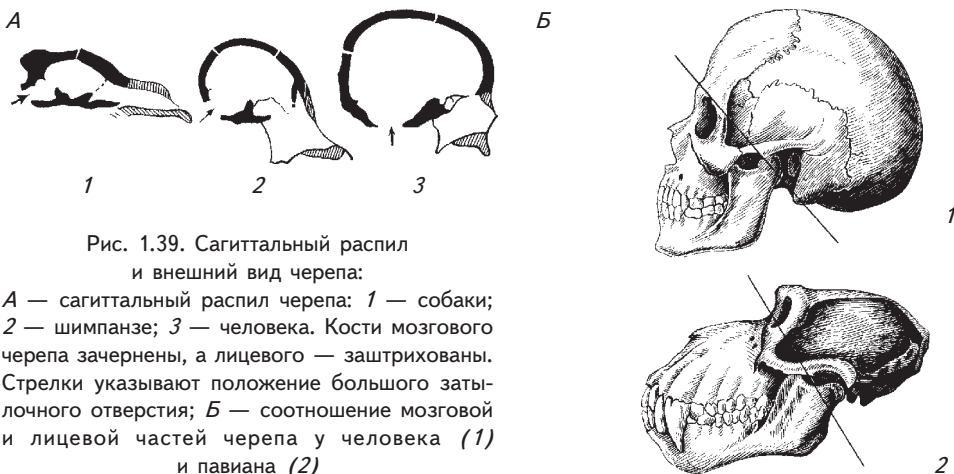 А
Б
1
2
3
1
2
Рис. 1.39. Сагиттальный распил
и внешний вид черепа:
А — сагиттальный распил черепа: 1 — собаки;
2 — шимпанзе; 3 — человека. Кости мозгового
черепа зачернены, а лицевого — заштрихованы.
Стрелки указывают положение большого заты-
лочного отверстия; Б — соотношение мозговой
и лицевой частей черепа у человека (1)
и павиана (2)